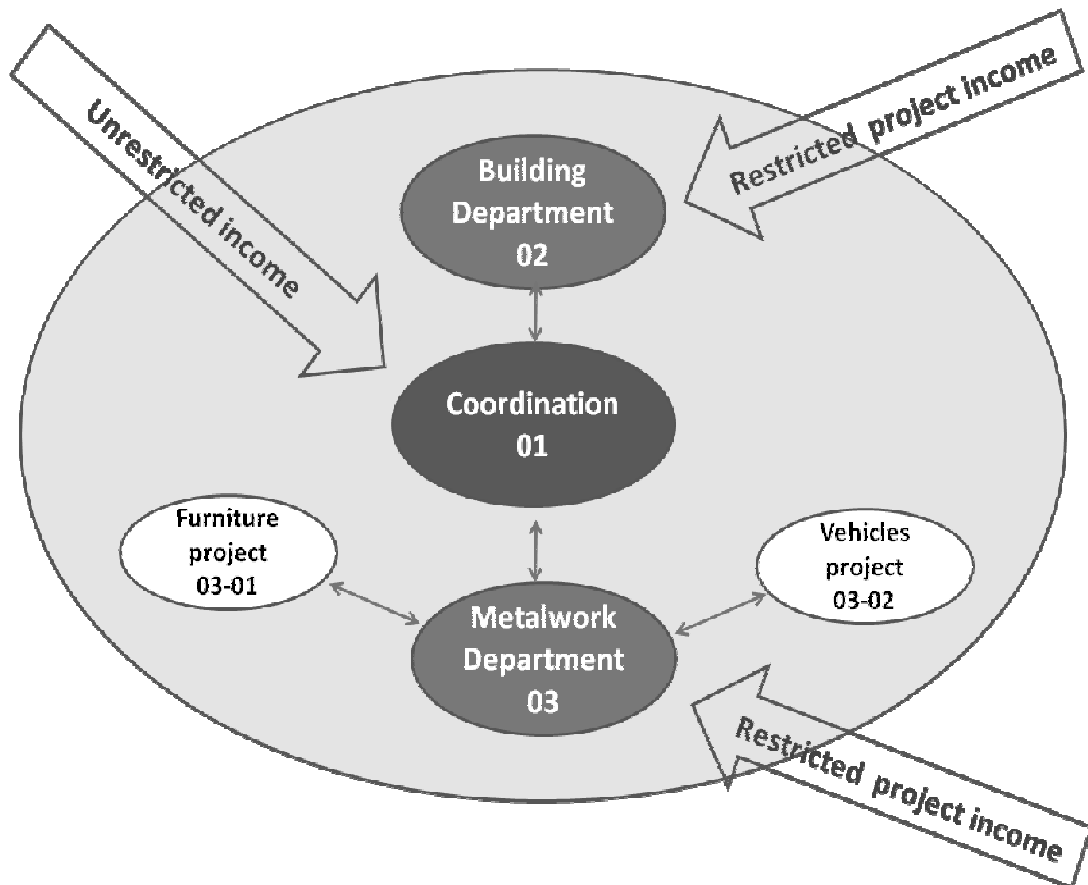 Unrestricted income
Restricted  project income
Building
Department
02
Coordination
01
Furniture
project
03-01
Vehicles
project
03-02
Metalwork
Department
03
Restricted  project income